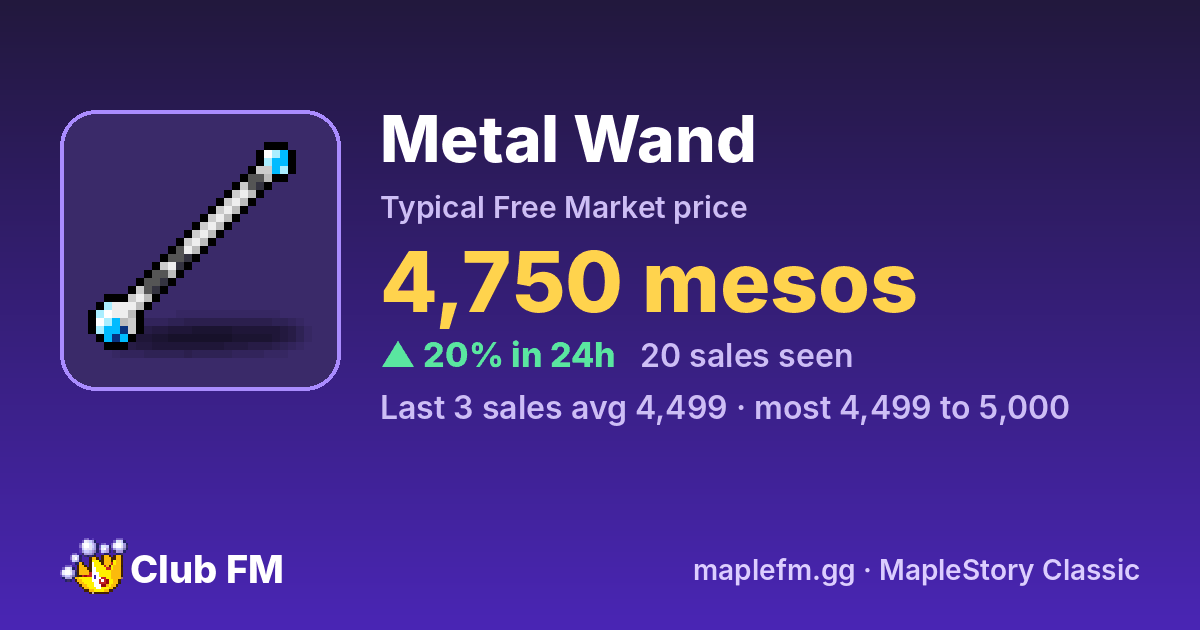 Metal Wand
Typical Free Market price
4,750 mesos
▲ 20% in 24h 20 sales seen
Last 3 sales avg 4,499 · most 4,499 to 5,000
Club FM
maplefm.gg · MapleStory Classic